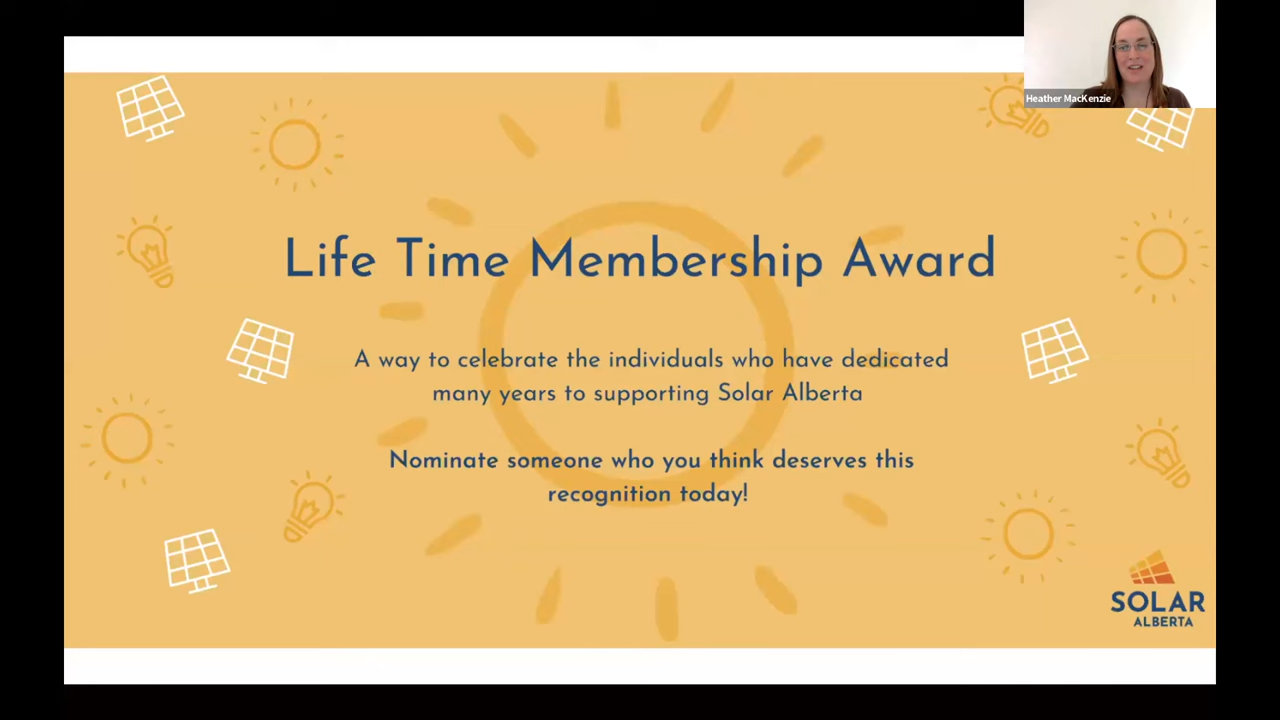 Heather MacKenzie
Life Time Membership Award
A way to celebrate the individuals who have dedicated
many years to supporting Solar Alberta
Nominate someone who you think deserves this
recognition today!
SOLAR
ALBERTA